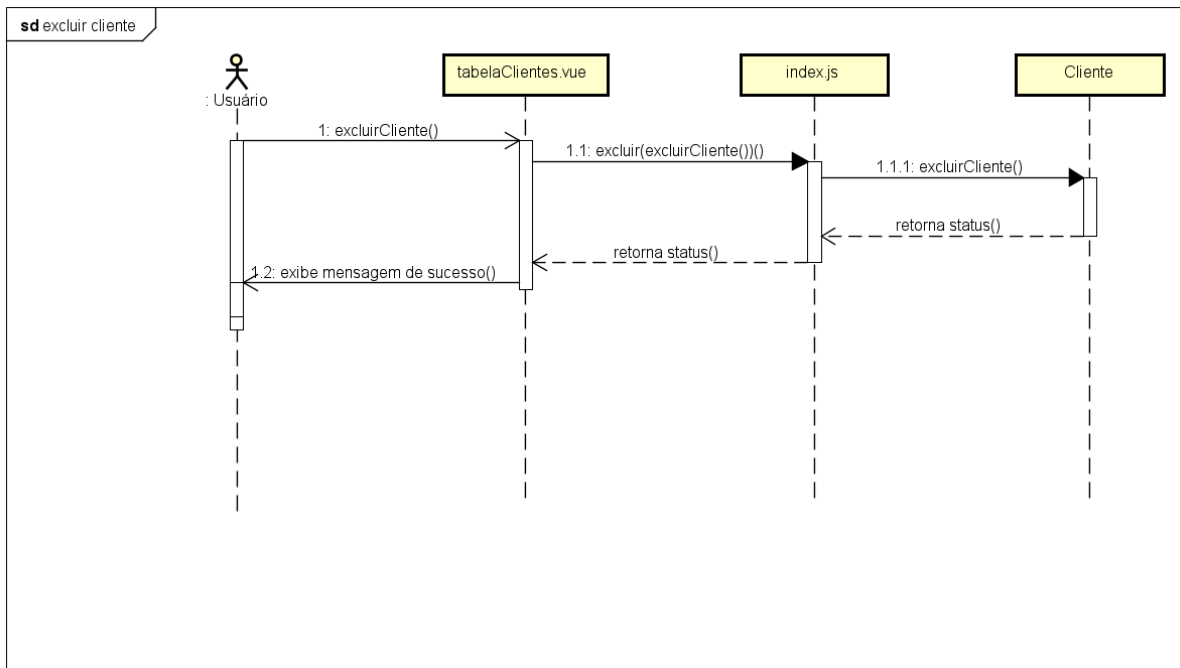 sd excluir cliente
: Usuário
tabelaClientes.vue
index.js
Cliente
1: excluirCliente()
1.1: excluir(excluirCliente())()
1.1.1: excluirCliente()
retorna status()
retorna status()
1.2: exibe mensagem de sucesso()